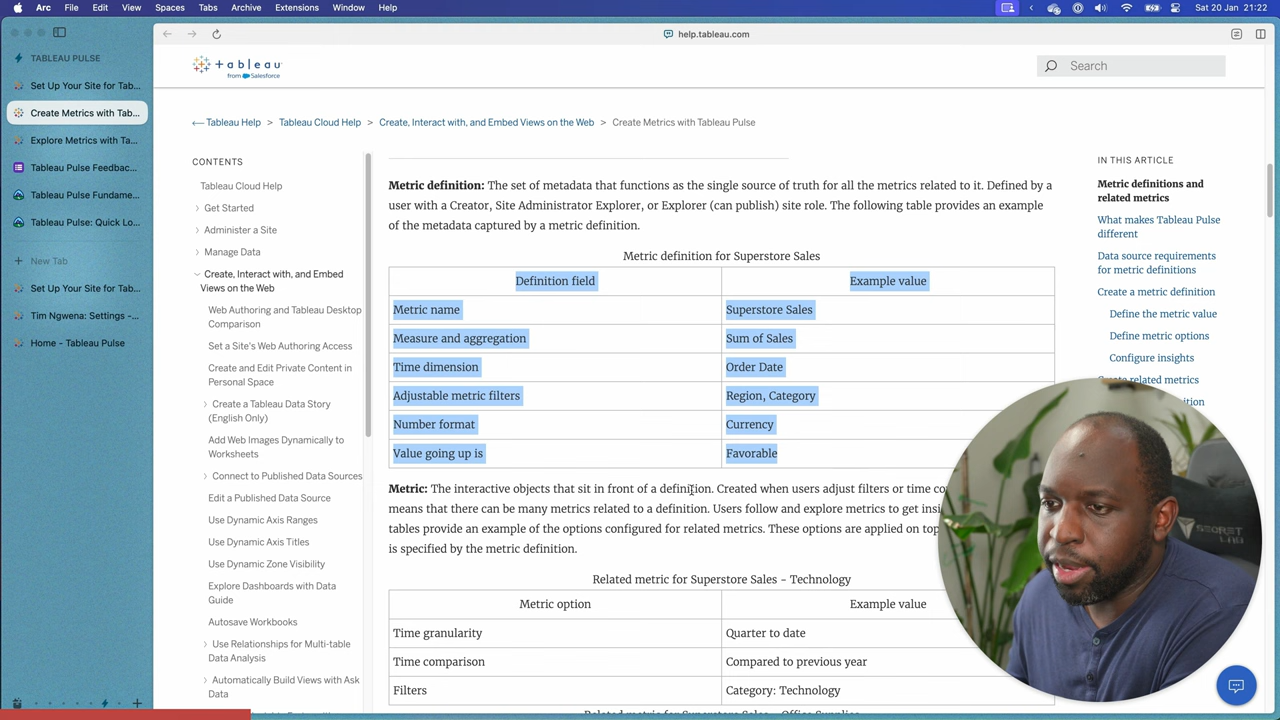 Arc File Edit View Spaces Tabs Archive Extensions Window Help
Sat 20 Jan 21:22
help.tableau.com
TABLEAU PULSE
Set Up Your Site for Tab...
Create Metrics with Tab...
Explore Metrics with Ta...
Tableau Pulse Feedbac...
Tableau Pulse Fundame...
Tableau Pulse: Quick Lo...
New Tab
Set Up Your Site for Tab...
Tim Ngwena: Settings -...
Home - Tableau Pulse
+ a b | e a u
from Salesforce
Search
Tableau Help > Tableau Cloud Help > Create, Interact with, and Embed Views on the Web > Create Metrics with Tableau Pulse
CONTENTS
Tableau Cloud Help
Get Started
Administer a Site
Manage Data
Create, Interact with, and Embed
Views on the Web
Web Authoring and Tableau Desktop
Comparison
Set a Site's Web Authoring Access
Create and Edit Private Content in
Personal Space
Create a Tableau Data Story
(English Only)
Add Web Images Dynamically to
Worksheets
Connect to Published Data Sources
Edit a Published Data Source
Use Dynamic Axis Ranges
Use Dynamic Axis Titles
Use Dynamic Zone Visibility
Explore Dashboards with Data
Guide
Autosave Workbooks
Use Relationships for Multi-table
Data Analysis
Automatically Build Views with Ask
Data
Metric definition: The set of metadata that functions as the single source of truth for all the metrics related to it. Defined by a
user with a Creator, Site Administrator Explorer, or Explorer (can publish) site role. The following table provides an example
of the metadata captured by a metric definition.
Metric definition for Superstore Sales
Definition field Example value
Metric name Superstore Sales
Measure and aggregation Sum of Sales
Time dimension Order Date
Adjustable metric filters Region, Category
Number format Currency
Value going up is Favorable
Metric: The interactive objects that sit in front of a definition. Created when users adjust filters or time
means that there can be many metrics related to a definition. Users follow and explore metrics to get
tables provide an example of the options configured for related metrics. These options are applied on top
is specified by the metric definition.
Related metric for Superstore Sales - Technology
Metric option Example value
Time granularity Quarter to date
Time comparison Compared to previous year
Filters Category: Technology
Related metric for Superstore Sales - Office Supplies
IN THIS ARTICLE
Metric definitions and
related metrics
What makes Tableau Pulse
different
Data source requirements
for metric definitions
Create a metric definition
Define the metric value
Define metric options
Configure insights
related metrics
SECRET
LAB